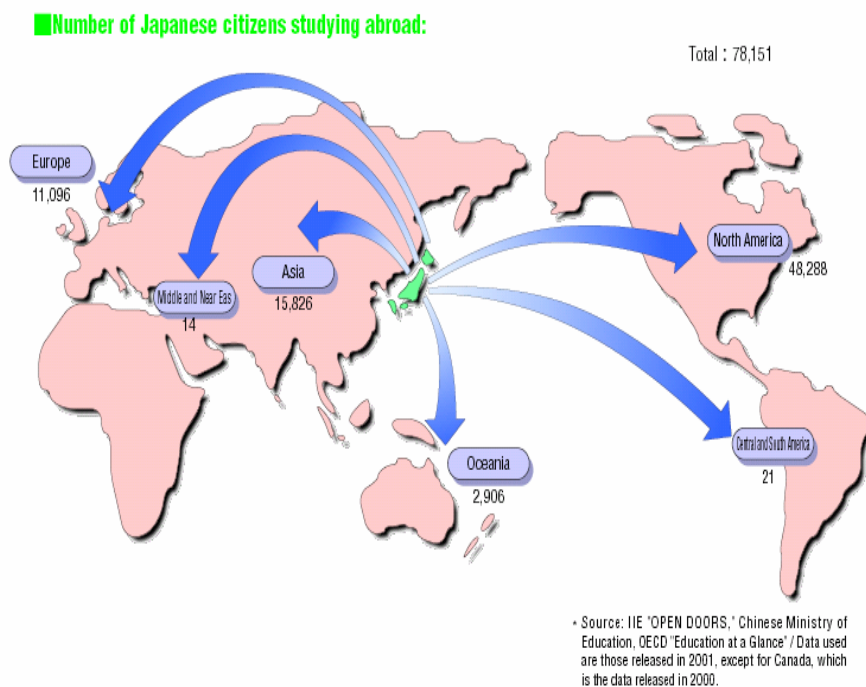 Number of Japanese citizens studying abroad:
Total : 78,151
Europe
11,096
North America
48,288
Asia
15,826
Middle and Near Eas
14
Central and South America
21
Oceania
2,906
* Source: IIE "OPEN DOORS," Chinese Ministry of
Education, OECD "Education at a Glance" / Data used
are those released in 2001, except for Canada, which
is the data released in 2000.